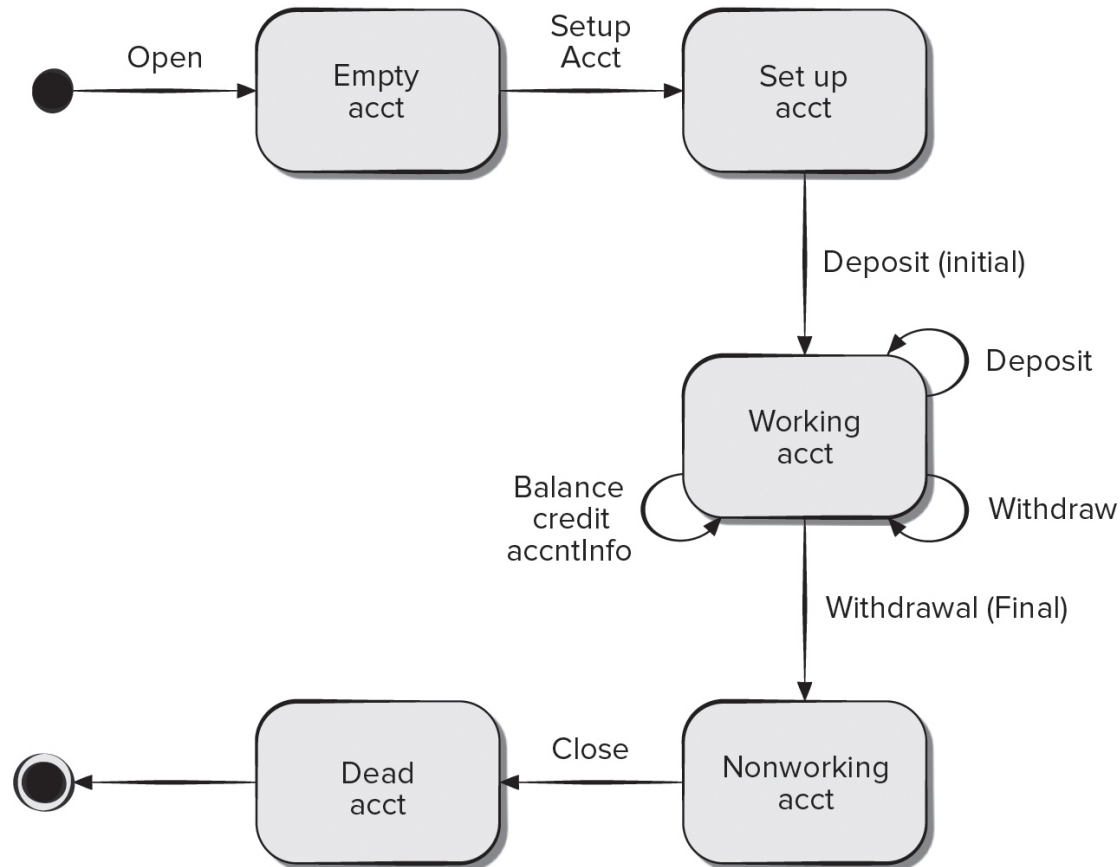 Open
Empty
acct
Setup
Acct
Set up
acct
Deposit (initial)
Deposit
Working
acct
Balance
credit
accntInfo
Withdraw
Withdrawal (Final)
Nonworking
acct
Close
Dead
acct